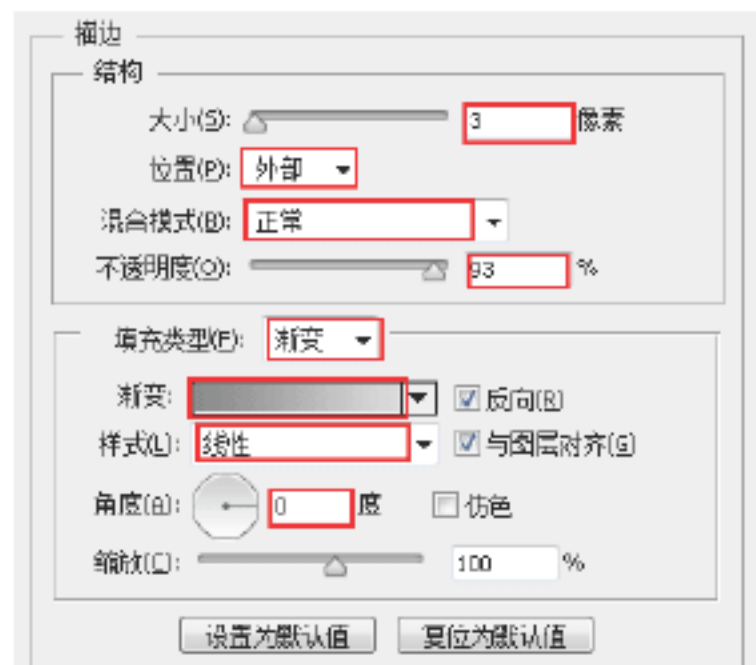 描边
结构
大小(S): 3 像素
位置(P): 外部
混合模式(B): 正常
不透明度(O): 93 %
填充类型(F): 渐变
渐变: 反向(R)
样式(L): 线性 与图层对齐(G)
角度(A): 0 度 仿色
缩放(C): 100 %
设置为默认值 复位为默认值